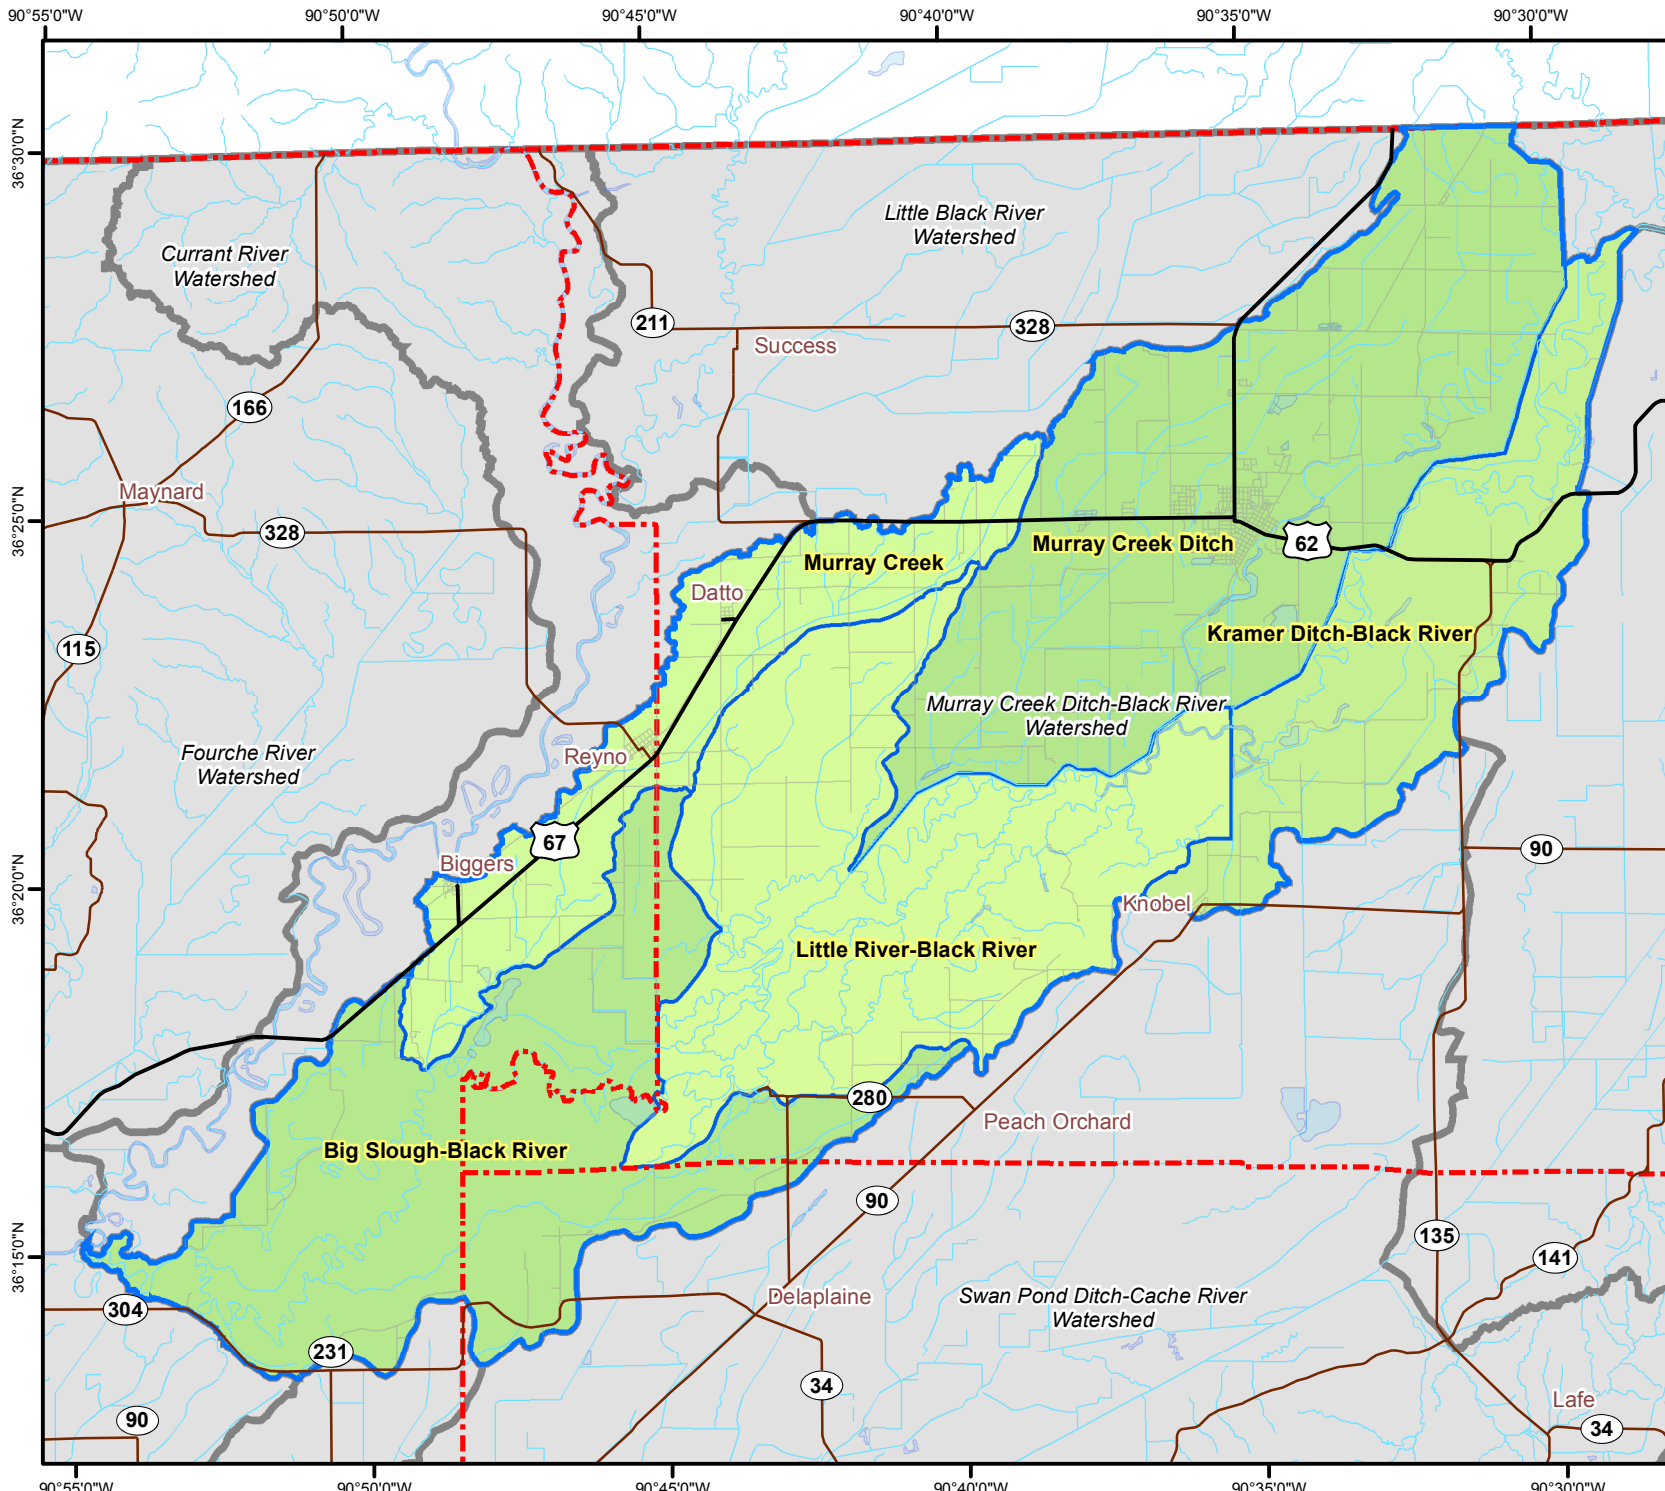 90°55'0"W
90°50'0"W
90°45'0"W
90°40'0"W
90°35'0"W
90°30'0"W
36°30'0"N
36°25'0"N
36°20'0"N
36°15'0"N
Little Black River
Watershed
Currant River
Watershed
211
328
Success
166
Maynard
328
62
Murray Creek Ditch
Murray Creek
Datto
Kramer Ditch-Black River
115
Murray Creek Ditch-Black River
Watershed
Fourche River
Watershed
Reyno
67
90
Biggers
Knobel
Little River-Black River
280
Peach Orchard
Big Slough-Black River
90
135
141
Delaplaine
Swan Pond Ditch-Cache River
Watershed
304
231
34
Lafe
90
34
90°55'0"W
90°50'0"W
90°45'0"W
90°40'0"W
90°35'0"W
90°30'0"W